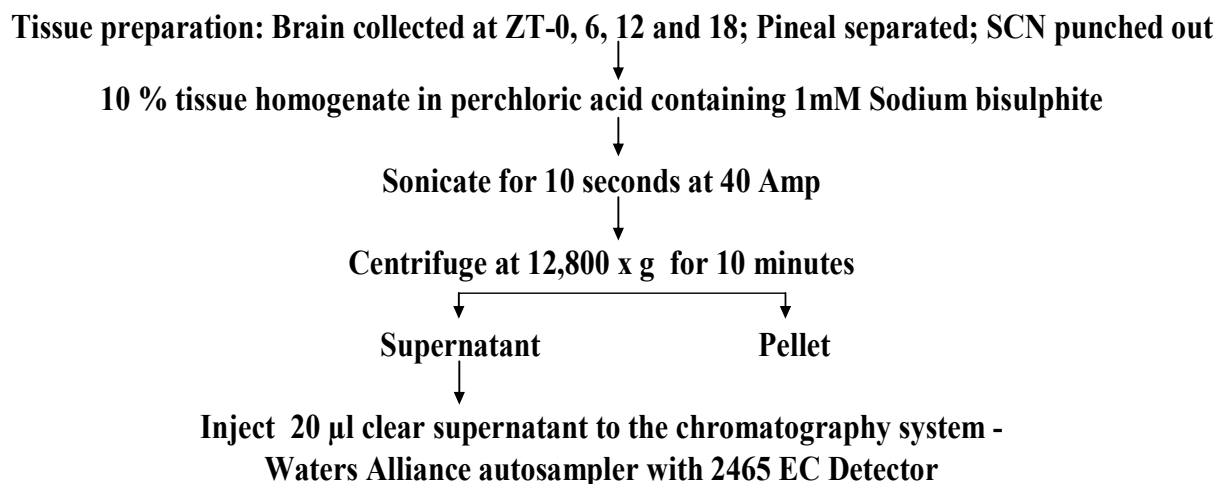 Tissue preparation: Brain collected at ZT-0, 6, 12 and 18; Pineal separated; SCN punched out
10 % tissue homogenate in perchloric acid containing 1mM Sodium bisulphite
Sonicate for 10 seconds at 40 Amp
Centrifuge at 12,800 x g for 10 minutes
Supernatant Pellet
Inject 20 µl clear supernatant to the chromatography system -
Waters Alliance autosampler with 2465 EC Detector